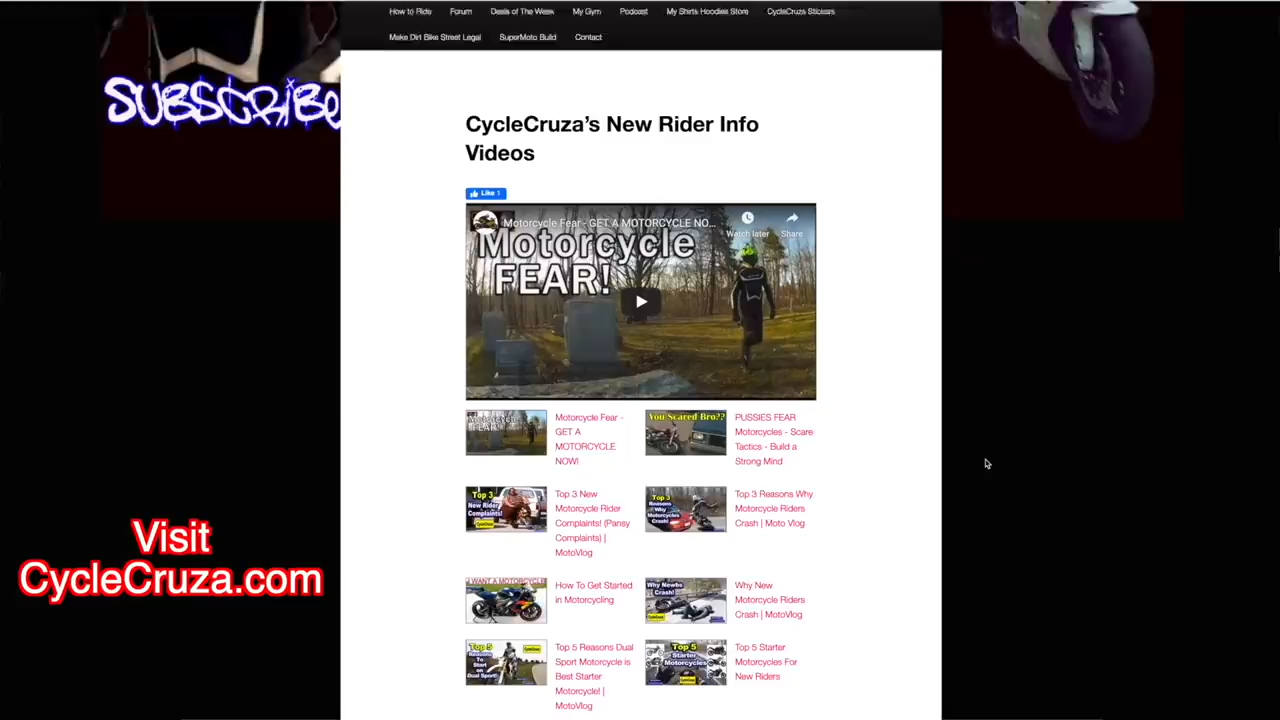 How to Ride Forum Deals of The Week My Gym Podcast My Shirts Hoodies Store CycleCruza Stickers
Make Dirt Bike Street Legal SuperMoto Build Contact
SUBSCRIBE
CycleCruza's New Rider Info
Videos
Like 1
Motorcycle Fear - GET A MOTORCYCLE NO...
Watch later
Share
Motorcycle
FEAR!
Motorcycle Fear -
GET A
MOTORCYCLE
NOW!
You Scared Bro??
PUSSIES FEAR
Motorcycles - Scare
Tactics - Build a
Strong Mind
Top 3
New Rider
Complaints!
Top 3 New
Motorcycle Rider
Complaints! (Pansy
Complaints) |
MotoVlog
Top 3
Reasons
Why
Motorcycles
Crash!
Top 3 Reasons Why
Motorcycle Riders
Crash | Moto Vlog
I WANT A MOTORCYCLE
How To Get Started
in Motorcycling
Why Newbs
Crash!
Why New
Motorcycle Riders
Crash | MotoVlog
Top 5
Reasons
To
Start
on
Dual Sport!
Top 5 Reasons Dual
Sport Motorcycle is
Best Starter
Motorcycle! |
MotoVlog
Top 5
Starter
Motorcycles
Top 5 Starter
Motorcycles For
New Riders
Visit
CycleCruza.com